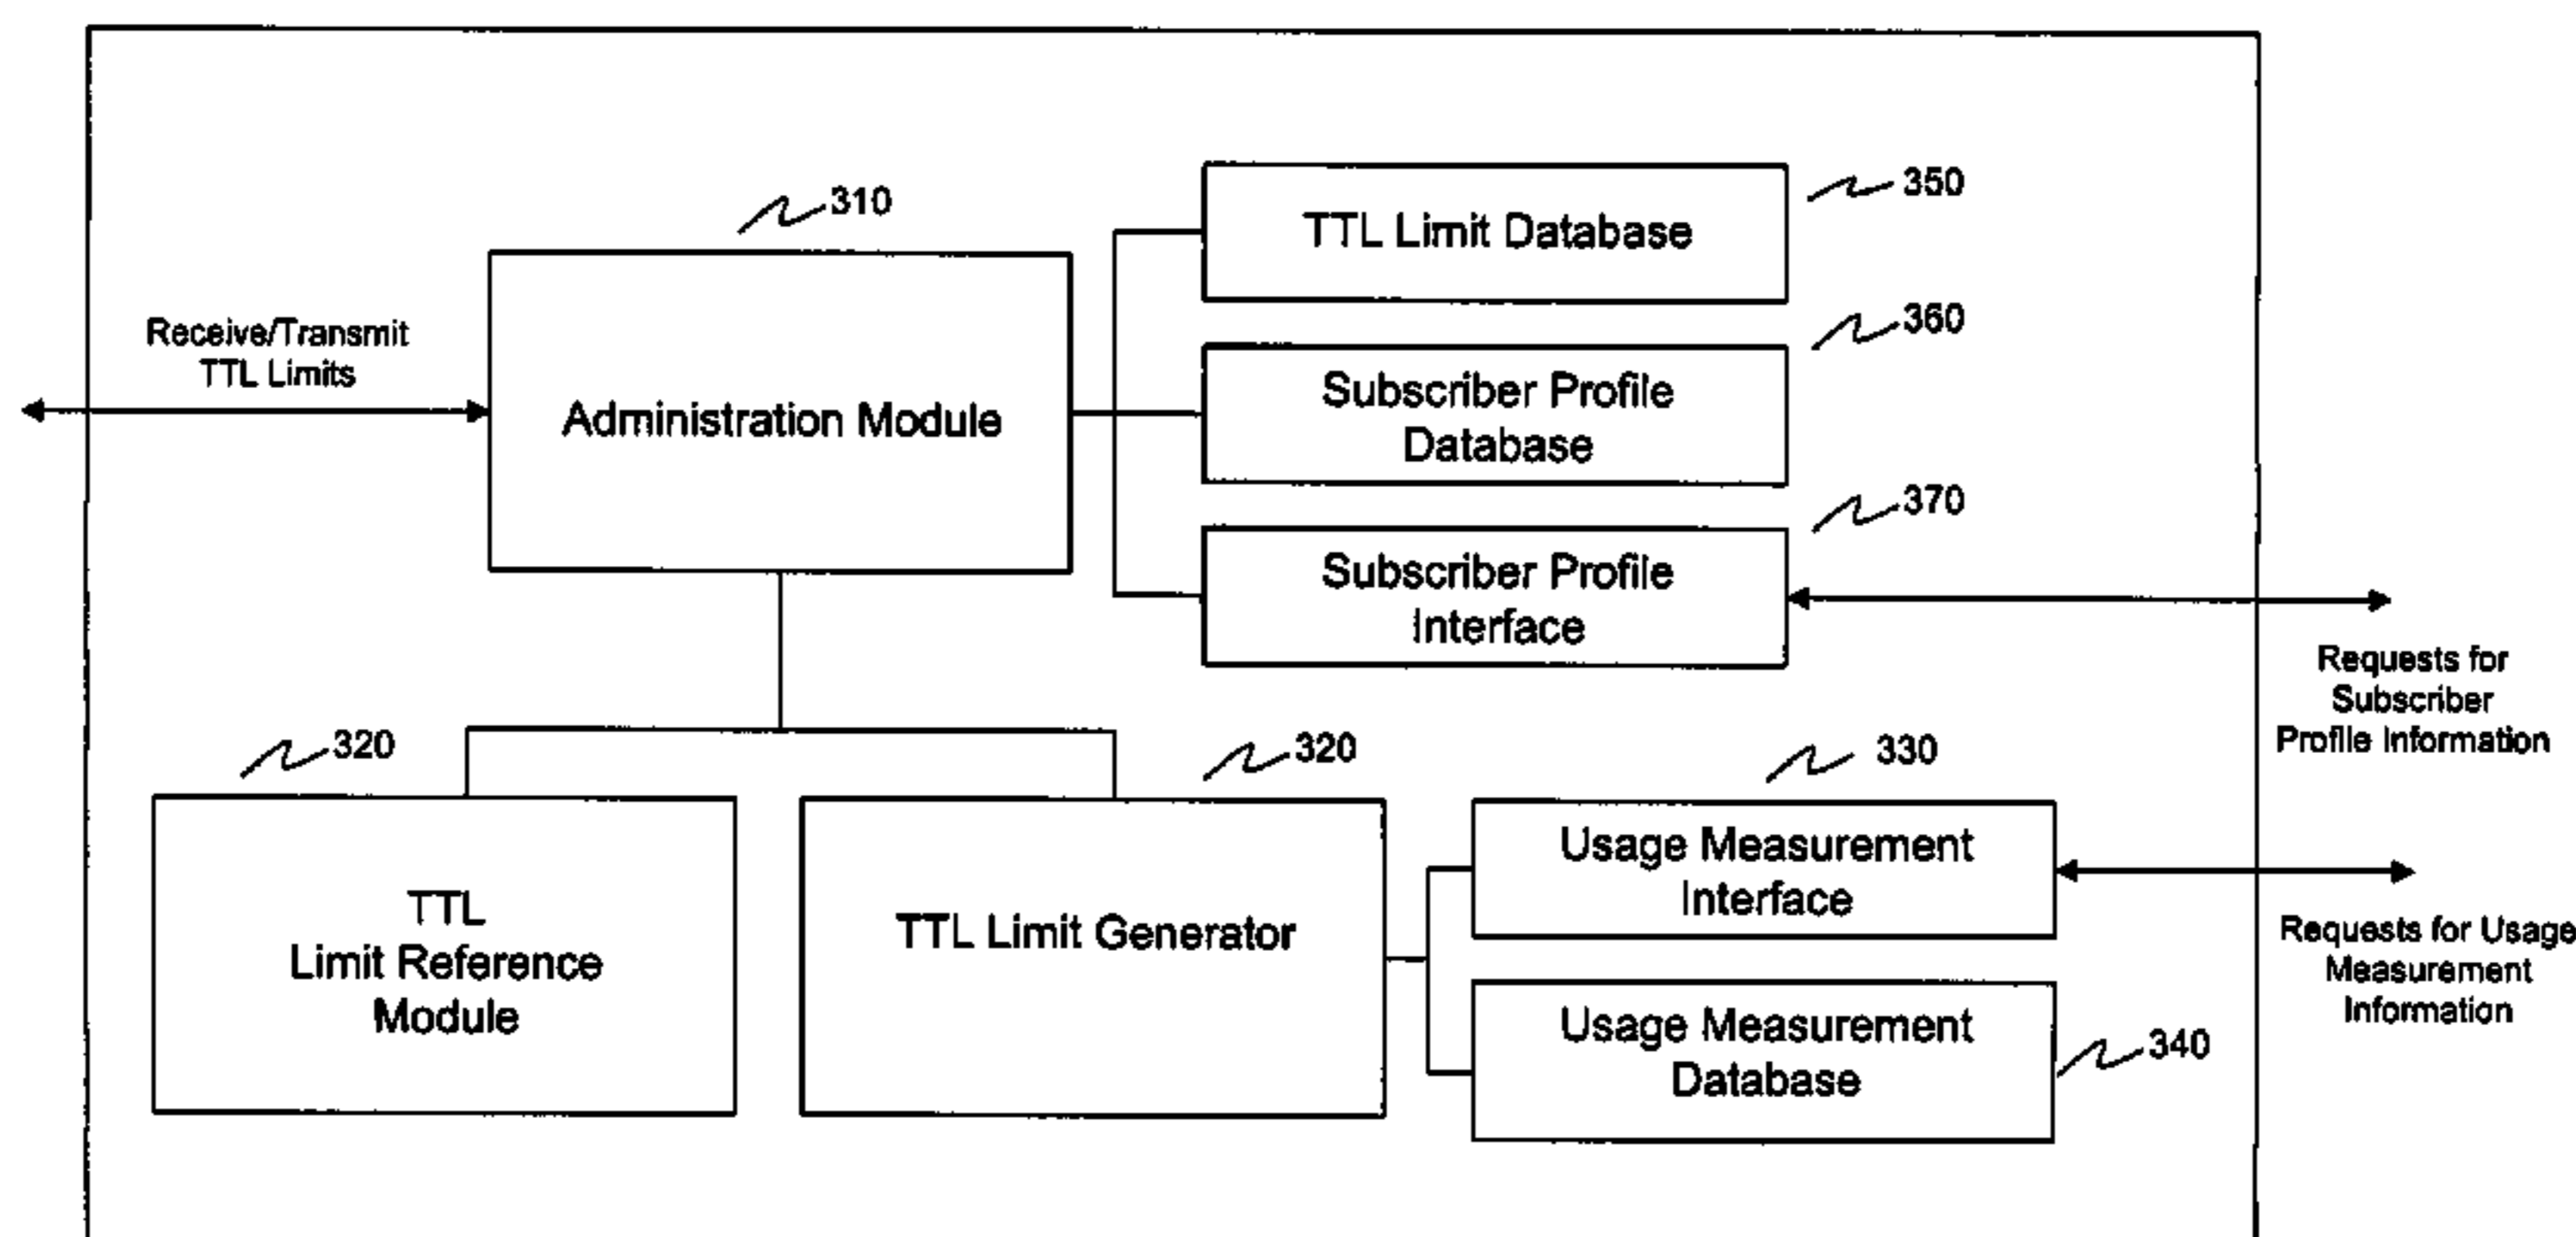 310
350
TTL Limit Database
360
Receive/Transmit
TTL Limits
Administration Module
Subscriber Profile
Database
370
Subscriber Profile
Interface
Requests for
Subscriber
Profile Information
320
320
330
TTL
Limit Reference
Module
TTL Limit Generator
Usage Measurement
Interface
Requests for Usage
Measurement
Information
Usage Measurement
Database
340